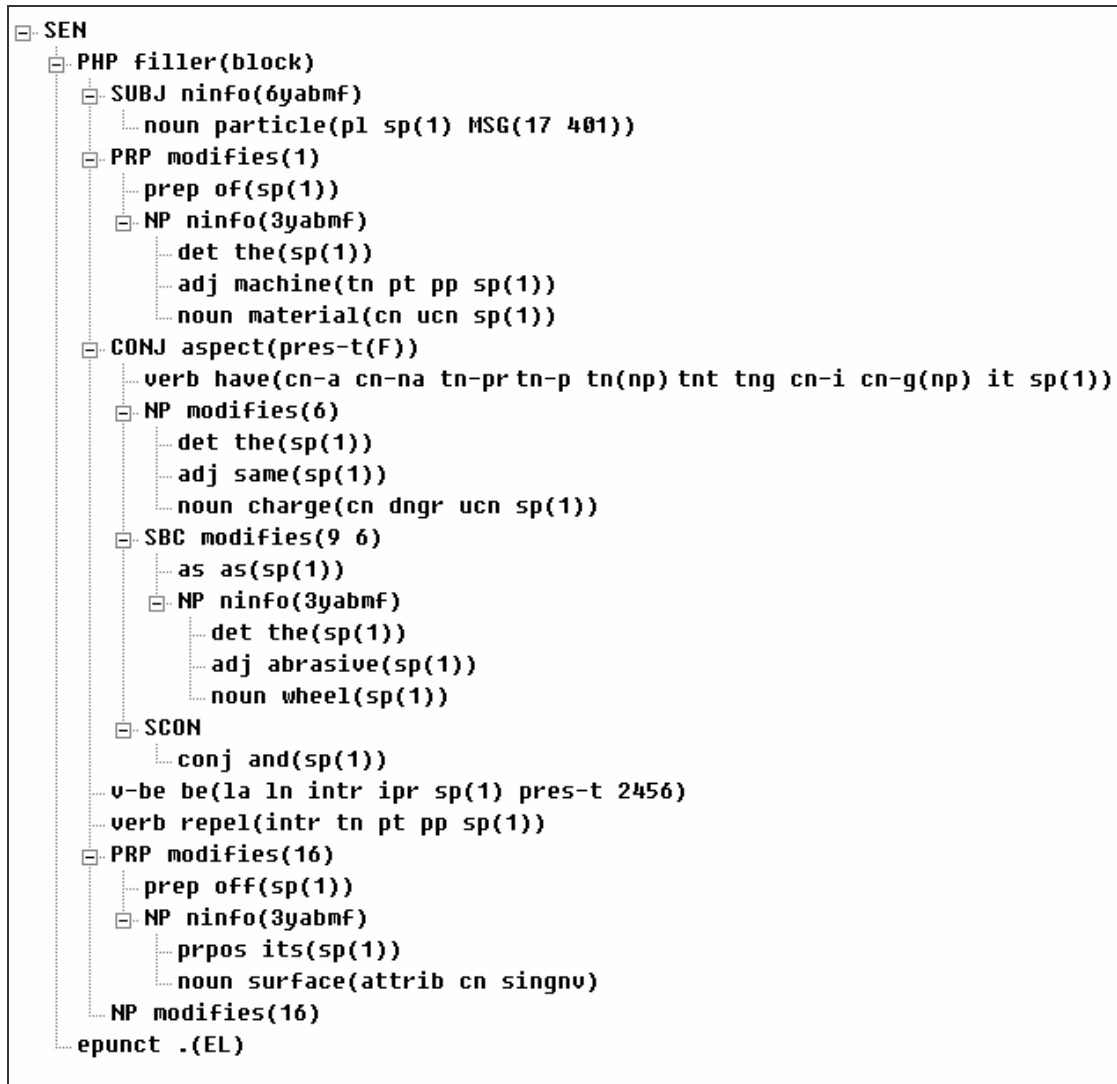 SEN
PHP filler(block)
SUBJ ninfo(6yabmf)
noun particle(pl sp(1) MSG(17 401))
PRP modifies(1)
prep of(sp(1))
NP ninfo(3yabmf)
det the(sp(1))
adj machine(tn pt pp sp(1))
noun material(cn ucn sp(1))
CONJ aspect(pres-t(F))
verb have(cn-a cn-na tn-pr tn-p tn(np) tnt tng cn-i cn-g(np) it sp(1))
NP modifies(6)
det the(sp(1))
adj same(sp(1))
noun charge(cn dngr ucn sp(1))
SBC modifies(9 6)
as as(sp(1))
NP ninfo(3yabmf)
det the(sp(1))
adj abrasive(sp(1))
noun wheel(sp(1))
SCON
conj and(sp(1))
v-be be(la ln intr ipr sp(1) pres-t 2456)
verb repel(intr tn pt pp sp(1))
PRP modifies(16)
prep off(sp(1))
NP ninfo(3yabmf)
prpos its(sp(1))
noun surface(attrib cn singnv)
NP modifies(16)
epunct .(EL)